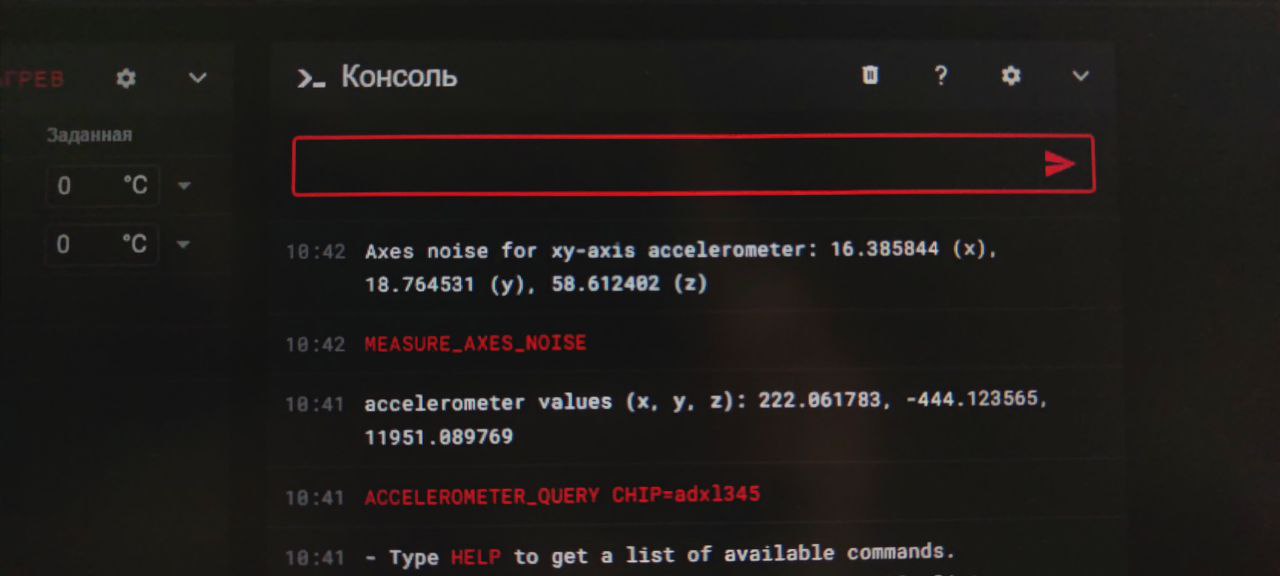 АГРЕВ
Заданная
0 °C
0 °C
Консоль
?
10:42 Axes noise for xy-axis accelerometer: 16.385844 (x),
18.764531 (y), 58.612402 (z)
10:42 MEASURE_AXES_NOISE
10:41 accelerometer values (x, y, z): 222.061783, -444.123565,
11951.089769
10:41 ACCELEROMETER_QUERY CHIP=adxl345
10:41 - Type HELP to get a list of available commands.